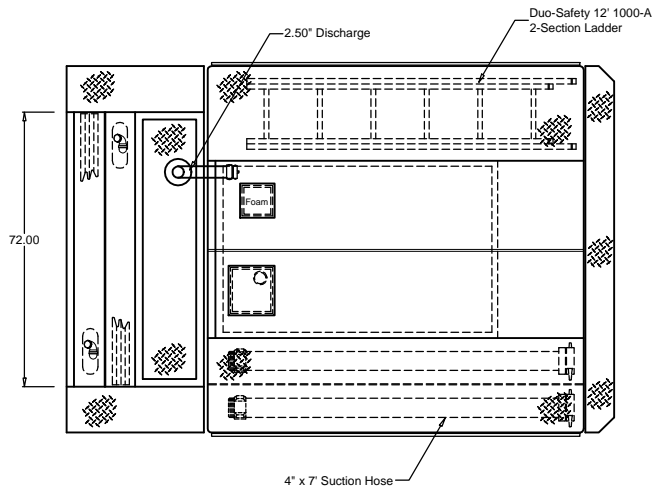 Duo-Safety 12' 1000-A
2-Section Ladder
2.50" Discharge
Foam
72.00
4" x 7' Suction Hose